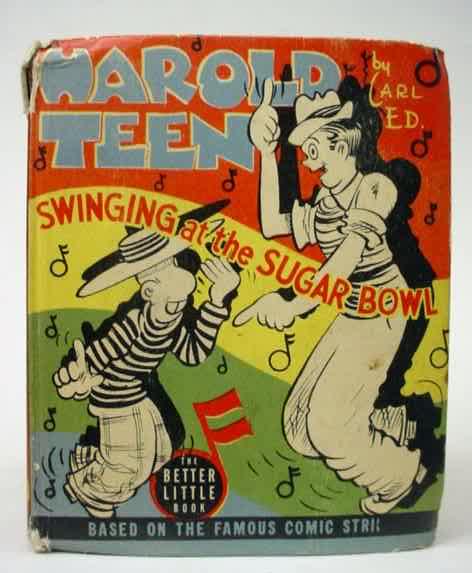 HAROLD
TEEN
by
CARL
ED.
SWINGING at the SUGAR BOWL
THE
BETTER
LITTLE
BOOK
BASED ON THE FAMOUS COMIC STRI